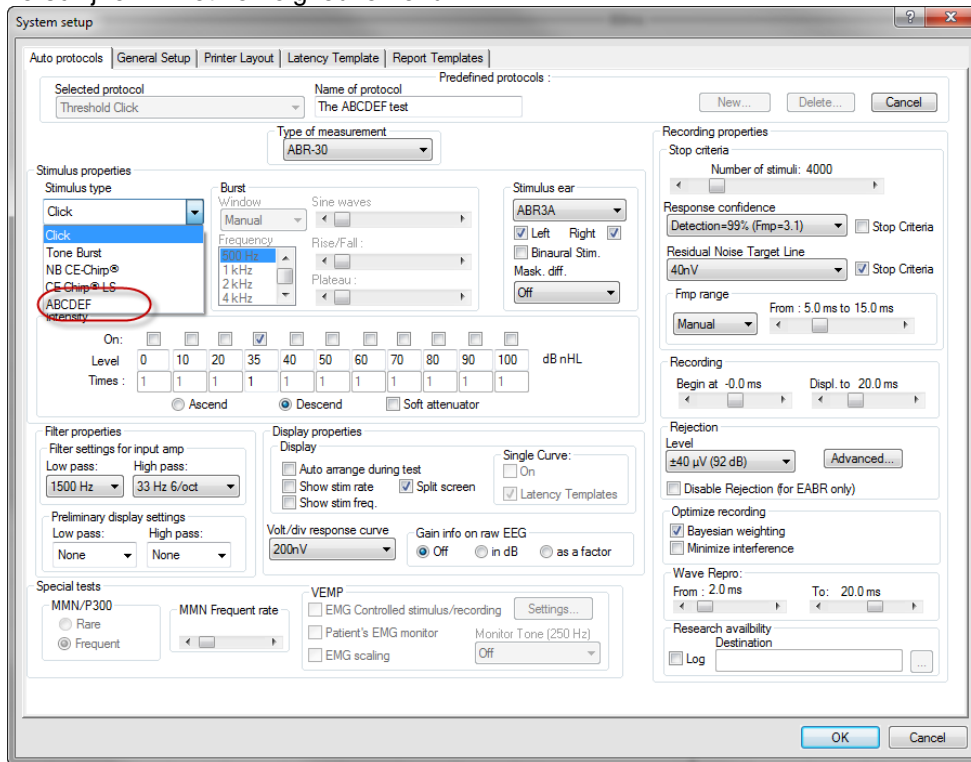 System setup
Auto protocols General Setup Printer Layout Latency Template Report Templates
Predefined protocols :
Selected protocol
Threshold Click
Name of protocol
The ABCDEF test
New... Delete... Cancel
Type of measurement
ABR-30
Stimulus properties
Stimulus type
Click
Click
Tone Burst
NB CE-Chirp®
CE-Chirp® LS
ABCDEF
Burst
Window
Manual
Sine waves
Frequency
500 Hz
1 kHz
2 kHz
4 kHz
Rise/Fall :
Plateau :
Stimulus ear
ABR3A
Left Right
Binaural Stim.
Mask. diff.
Off
Intensity
On:
Level 0 10 20 35 40 50 60 70 80 90 100 dB nHL
Times : 1 1 1 1 1 1 1 1 1 1 1
Ascend Descend Soft attenuator
Filter properties
Filter settings for input amp
Low pass: High pass:
1500 Hz 33 Hz 6/oct
Preliminary display settings
Low pass: High pass:
None None
Display properties
Display
Auto arrange during test
Show stim rate Split screen
Show stim freq.
Single Curve:
On
Latency Templates
Volt/div response curve
200nV
Gain info on raw EEG
Off in dB as a factor
Special tests
MMN/P300
Rare
Frequent
MMN Frequent rate
VEMP
EMG Controlled stimulus/recording Settings...
Patient's EMG monitor
EMG scaling
Monitor Tone (250 Hz)
Off
Recording properties
Stop criteria
Number of stimuli: 4000
Response confidence
Detection=99% (Fmp=3.1) Stop Criteria
Residual Noise Target Line
40nV Stop Criteria
Fmp range
From : 5.0 ms to 15.0 ms
Manual
Recording
Begin at -0.0 ms Displ. to 20.0 ms
Rejection
Level
±40 µV (92 dB) Advanced...
Disable Rejection (for EABR only)
Optimize recording
Bayesian weighting
Minimize interference
Wave Repro:
From : 2.0 ms To: 20.0 ms
Research availbility
Destination
Log ...
OK Cancel